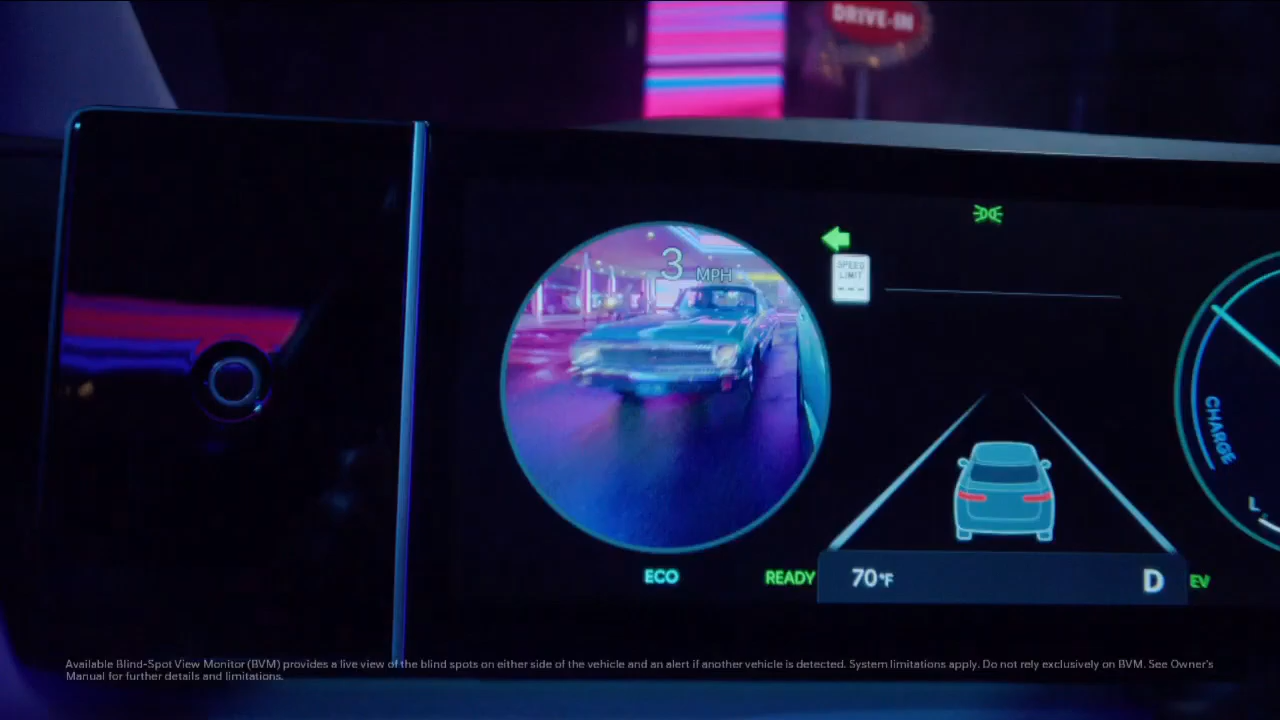 DRIVE-IN
3 MPH
SPEED
LIMIT
---
CHARGE
ECO
READY
70°F
D
EV
Available Blind-Spot View Monitor (BVM) provides a live view of the blind spots on either side of the vehicle and an alert if another vehicle is detected. System limitations apply. Do not rely exclusively on BVM. See Owner's
Manual for further details and limitations.